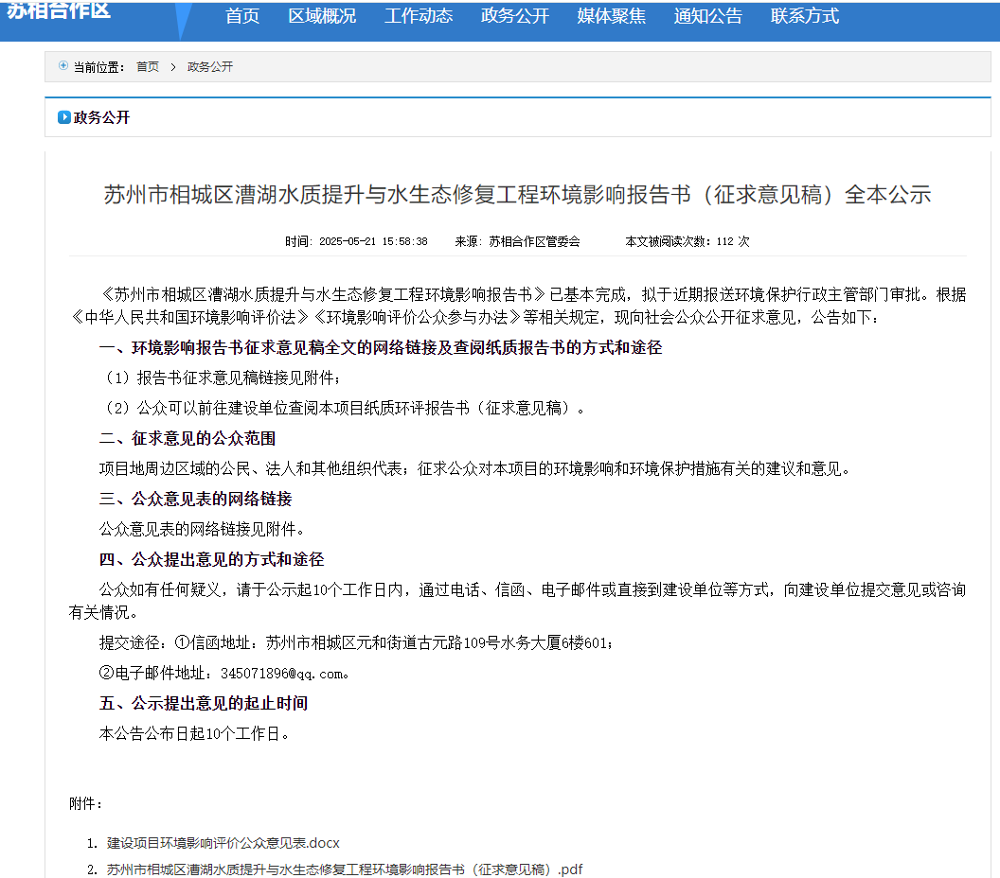 苏相合作区
首页 区域概况 工作动态 政务公开 媒体聚焦 通知公告 联系方式
当前位置： 首页 > 政务公开
政务公开
苏州市相城区漕湖水质提升与水生态修复工程环境影响报告书（征求意见稿）全本公示
时间：2025-05-21 15:58:38 来源：苏相合作区管委会 本文被阅读次数：112 次
《苏州市相城区漕湖水质提升与水生态修复工程环境影响报告书》已基本完成，拟于近期报送环境保护行政主管部门审批。根据
《中华人民共和国环境影响评价法》《环境影响评价公众参与办法》等相关规定，现向社会公众公开征求意见，公告如下：
一、环境影响报告书征求意见稿全文的网络链接及查阅纸质报告书的方式和途径
（1）报告书征求意见稿链接见附件；
（2）公众可以前往建设单位查阅本项目纸质环评报告书（征求意见稿）。
二、征求意见的公众范围
项目地周边区域的公民、法人和其他组织代表；征求公众对本项目的环境影响和环境保护措施有关的建议和意见。
三、公众意见表的网络链接
公众意见表的网络链接见附件。
四、公众提出意见的方式和途径
公众如有任何疑义，请于公示起10个工作日内，通过电话、信函、电子邮件或直接到建设单位等方式，向建设单位提交意见或咨询
有关情况。
提交途径：①信函地址：苏州市相城区元和街道古元路109号水务大厦6楼601；
②电子邮件地址：345071896@qq.com。
五、公示提出意见的起止时间
本公告公布日起10个工作日。
附件：
1. 建设项目环境影响评价公众意见表.docx
2. 苏州市相城区漕湖水质提升与水生态修复工程环境影响报告书（征求意见稿）.pdf